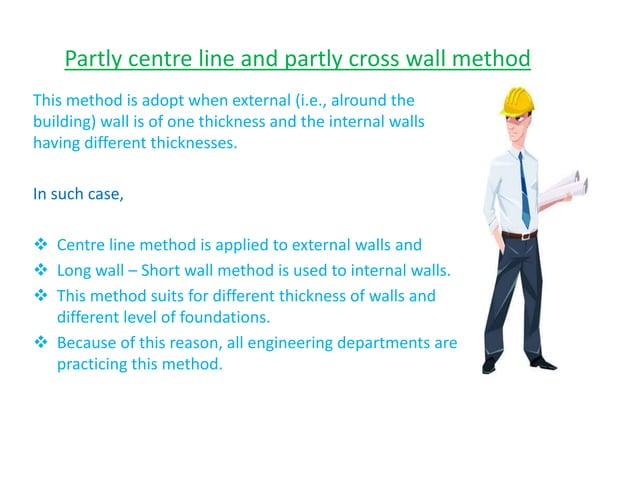 Partly centre line and partly cross wall method
This method is adopt when external (i.e., alround the
building) wall is of one thickness and the internal walls
having different thicknesses.
In such case,
❖ Centre line method is applied to external walls and
❖ Long wall – Short wall method is used to internal walls.
❖ This method suits for different thickness of walls and
different level of foundations.
❖ Because of this reason, all engineering departments are
practicing this method.